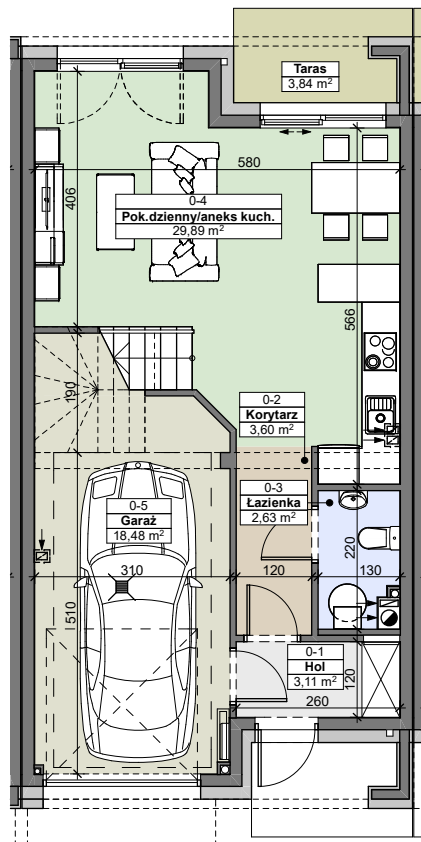 Taras
3,84 m²
580
406
0-4
Pok.dzienny/aneks kuch.
29,89 m²
566
190
0-2
Korytarz
3,60 m²
0-3
Łazienka
2,63 m²
0-5
Garaż
18,48 m²
220
310
120
130
510
0-1
Hol
3,11 m²
120
260